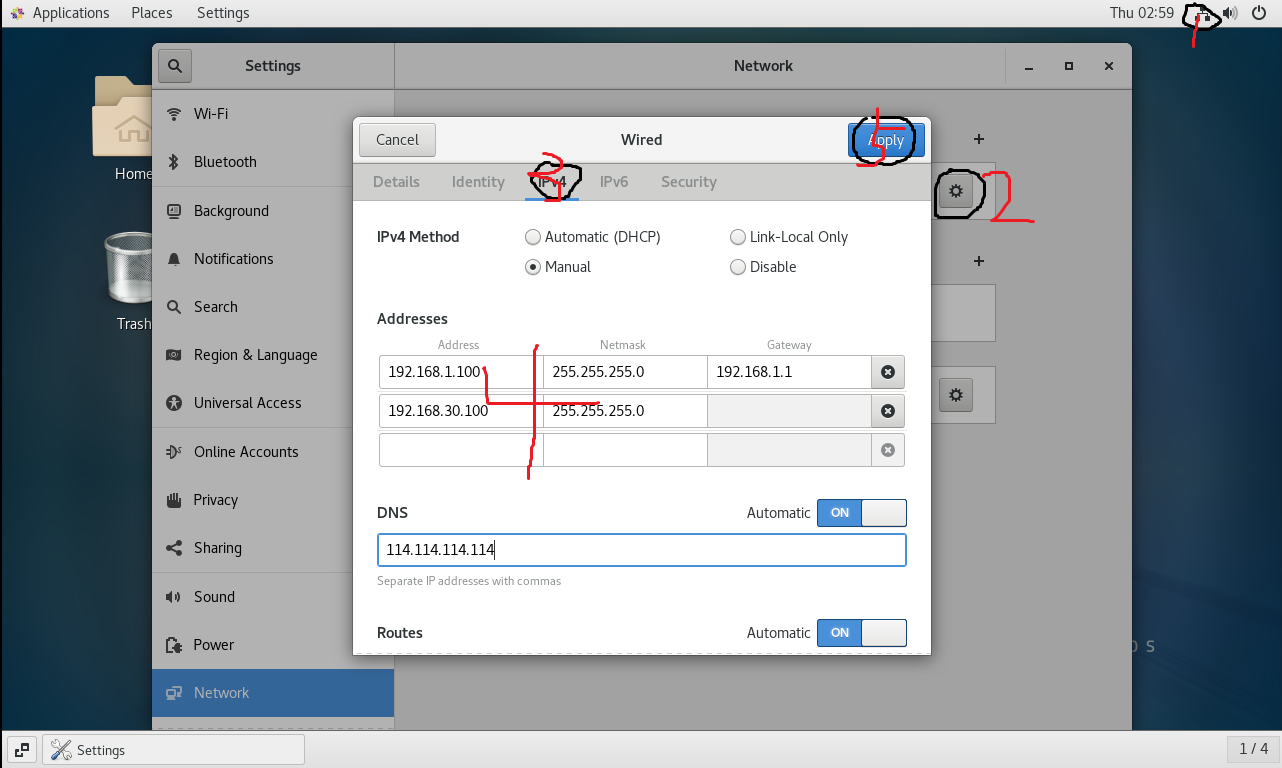 Applications Places Settings Thu 02:59 1
Settings Network
Wi-Fi
Bluetooth
Background
Notifications
Search
Region & Language
Universal Access
Online Accounts
Privacy
Sharing
Sound
Power
Network
Home
Trash
Cancel Wired Apply 5
Details Identity IPv4 IPv6 Security 3
2
IPv4 Method Automatic (DHCP) Link-Local Only
Manual Disable
Addresses
Address Netmask Gateway
192.168.1.100 255.255.255.0 192.168.1.1
192.168.30.100 255.255.255.0
4
DNS Automatic ON
114.114.114.114
Separate IP addresses with commas
Routes Automatic ON
O S
Settings 1 / 4